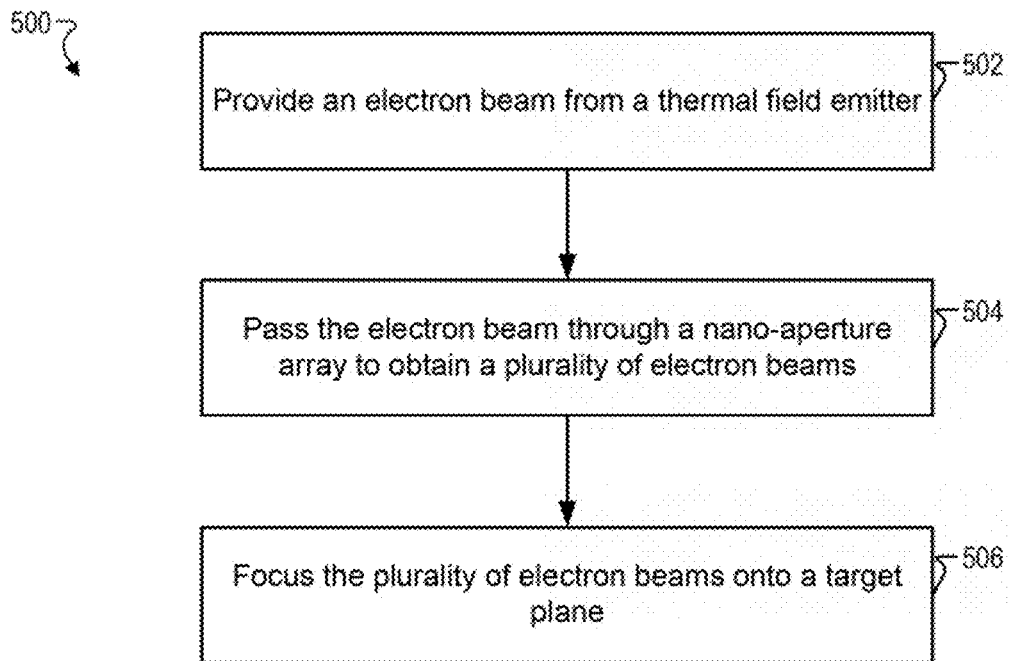 500
502
Provide an electron beam from a thermal field emitter
504
Pass the electron beam through a nano-aperture
array to obtain a plurality of electron beams
506
Focus the plurality of electron beams onto a target
plane